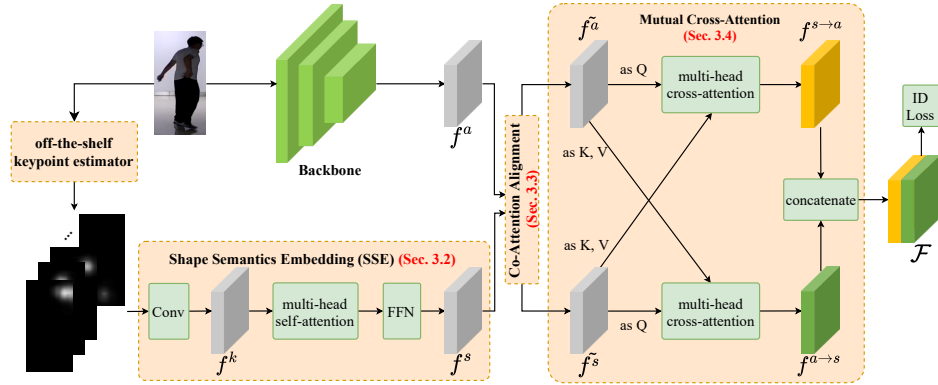 off-the-shelf
keypoint estimator
Backbone
f^a
Shape Semantics Embedding (SSE) (Sec. 3.2)
Conv
f^k
multi-head
self-attention
FFN
f^s
Co-Attention Alignment
(Sec. 3.3)
Mutual Cross-Attention
(Sec. 3.4)
f^{\tilde{a}}
as Q
multi-head
cross-attention
f^{s→a}
as K, V
as K, V
f^{\tilde{s}}
as Q
multi-head
cross-attention
f^{a→s}
concatenate
ID
Loss
ℱ
...